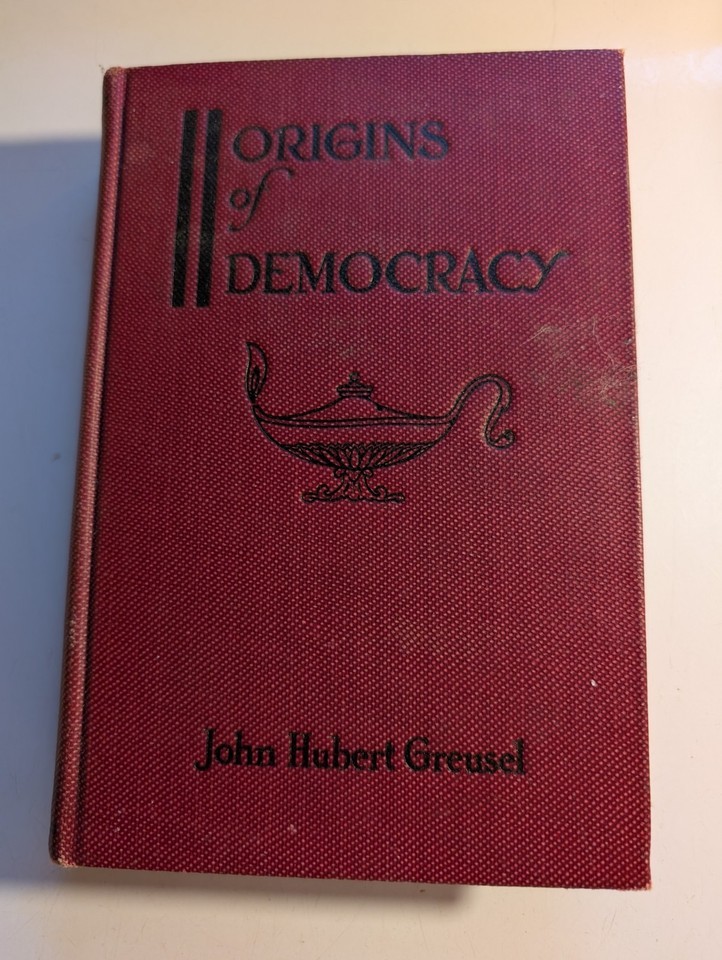 ORIGINS
of
DEMOCRACY
John Hubert Greusel